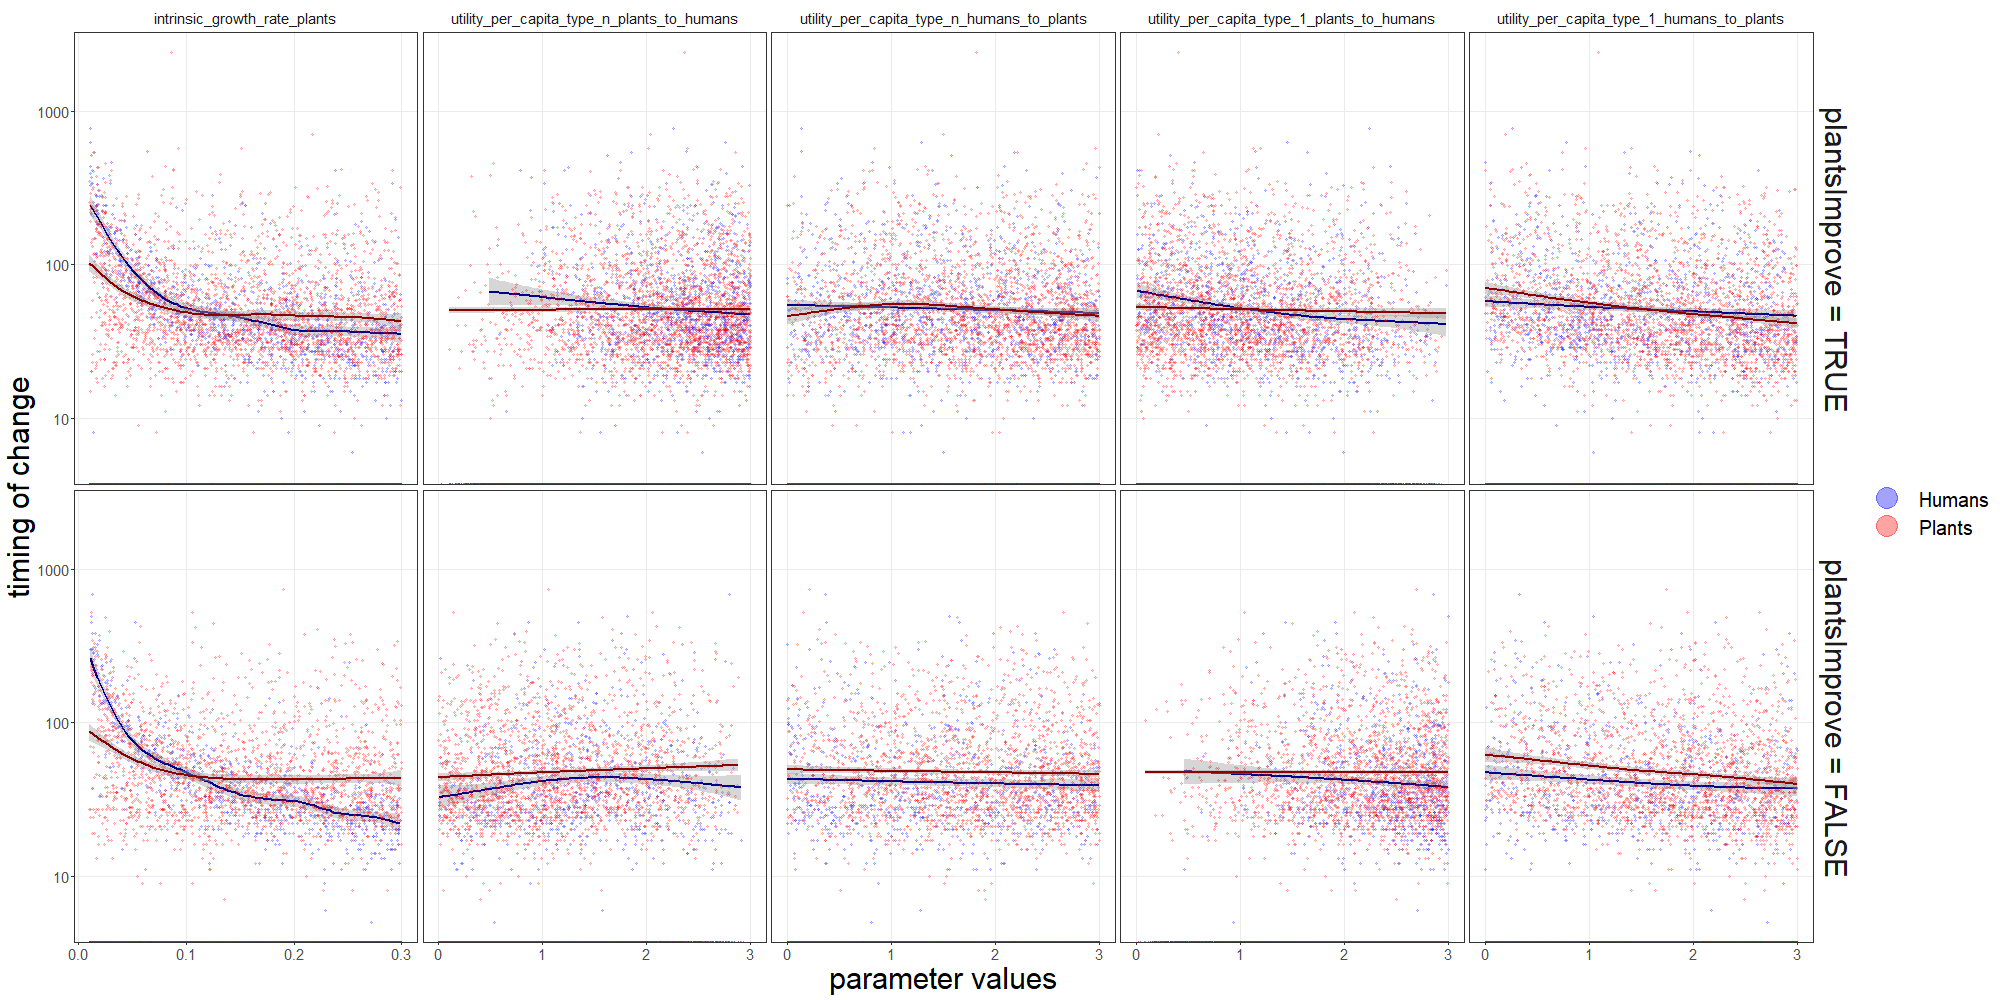 intrinsic_growth_rate_plants
utility_per_capita_type_n_plants_to_humans
utility_per_capita_type_n_humans_to_plants
utility_per_capita_type_1_plants_to_humans
utility_per_capita_type_1_humans_to_plants
timing of change
1000
100
10
plantsImprove = TRUE
1000
100
10
plantsImprove = FALSE
0.0 0.1 0.2 0.3
0 1 2 3
0 1 2 3
0 1 2 3
0 1 2 3
parameter values
Humans
Plants